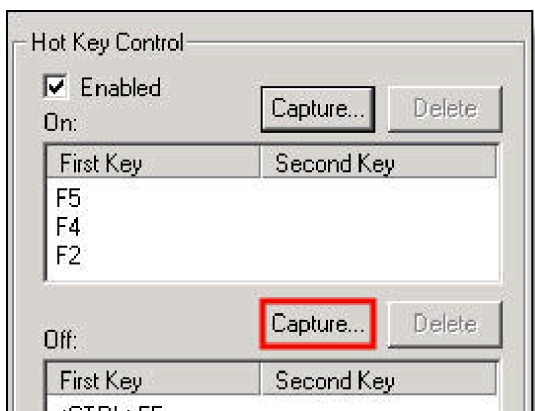 Hot Key Control
Enabled
Capture... Delete
On:
First Key Second Key
F5
F4
F2
Capture... Delete
Off:
First Key Second Key